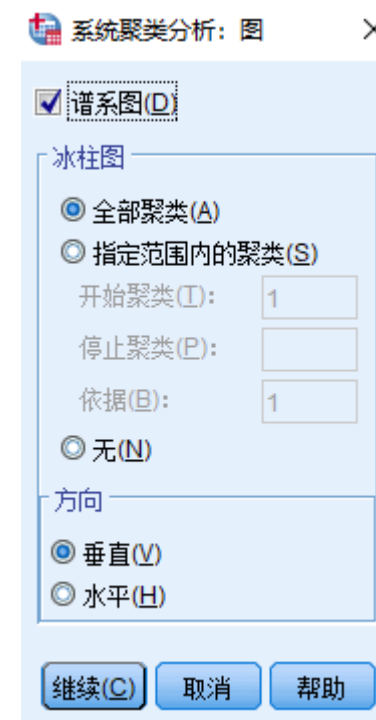 系统聚类分析：图
谱系图(D)
冰柱图
全部聚类(A)
指定范围内的聚类(S)
开始聚类(T)： 1
停止聚类(P)：
依据(B)： 1
无(N)
方向
垂直(V)
水平(H)
继续(C) 取消 帮助